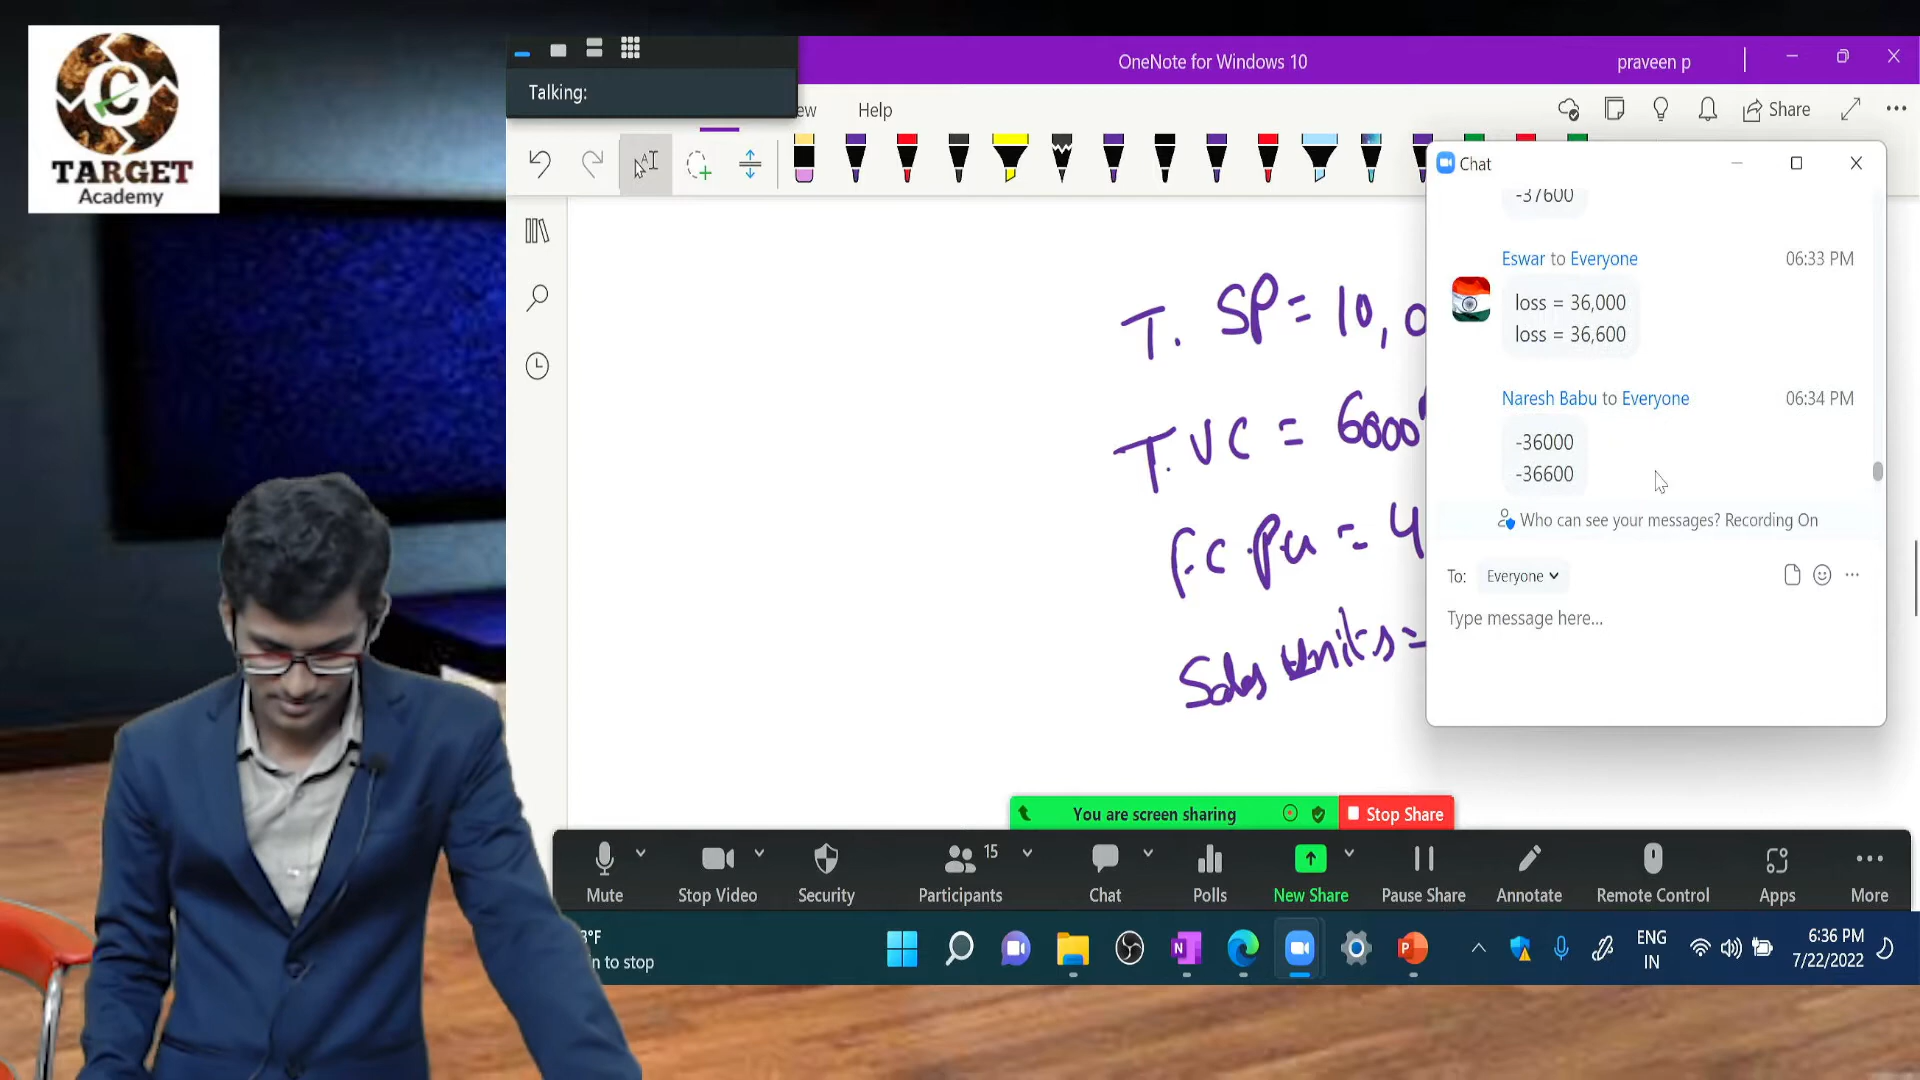 TARGET
Academy
Talking:
OneNote for Windows 10
praveen p
ew
Help
Share
Chat
-37600
Eswar to Everyone
06:33 PM
loss = 36,000
loss = 36,600
Naresh Babu to Everyone
06:34 PM
-36000
-36600
Who can see your messages? Recording On
To: Everyone
Type message here...
T. SP = 10, 0
T. VC = 6000
F.C. pu = 4
Sales Units =
You are screen sharing
Stop Share
Mute
Stop Video
Security
Participants
15
Chat
Polls
New Share
Pause Share
Annotate
Remote Control
Apps
More
3°F
n to stop
ENG
IN
6:36 PM
7/22/2022